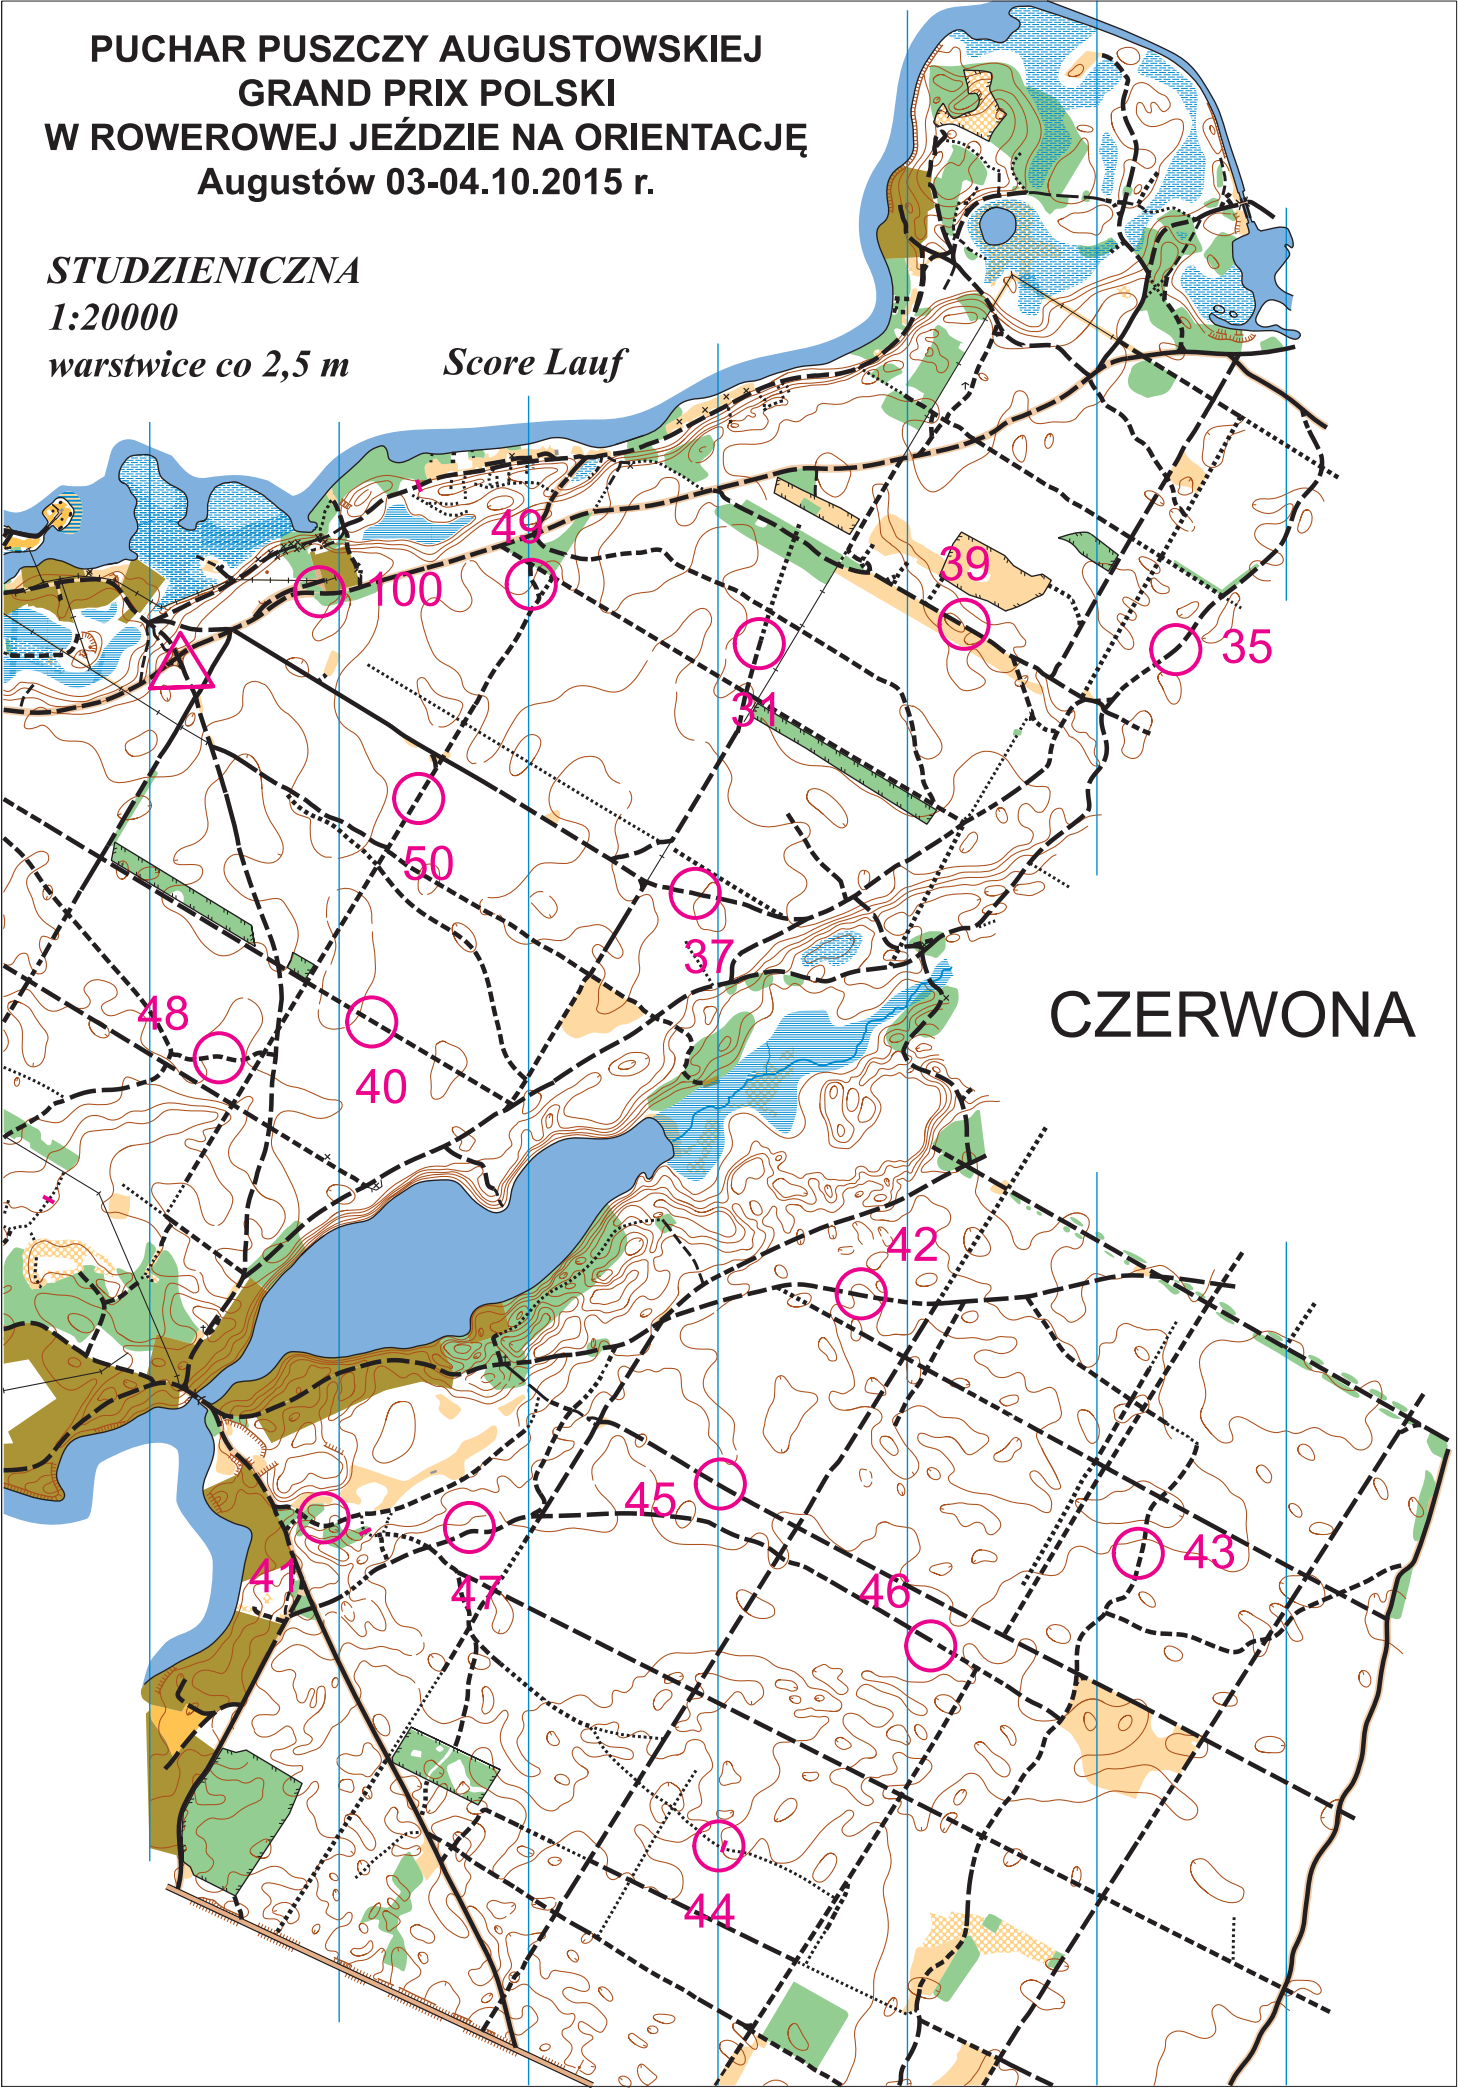 PUCHAR PUSZCZY AUGUSTOWSKIEJ
GRAND PRIX POLSKI
W ROWEROWEJ JEŹDZIE NA ORIENTACJĘ
Augustów 03-04.10.2015 r.
STUDZIENICZNA
1:20000
warstwice co 2,5 m Score Lauf
49
39
100
35
31
50
37
48
CZERWONA
40
42
45
43
41
47
46
44